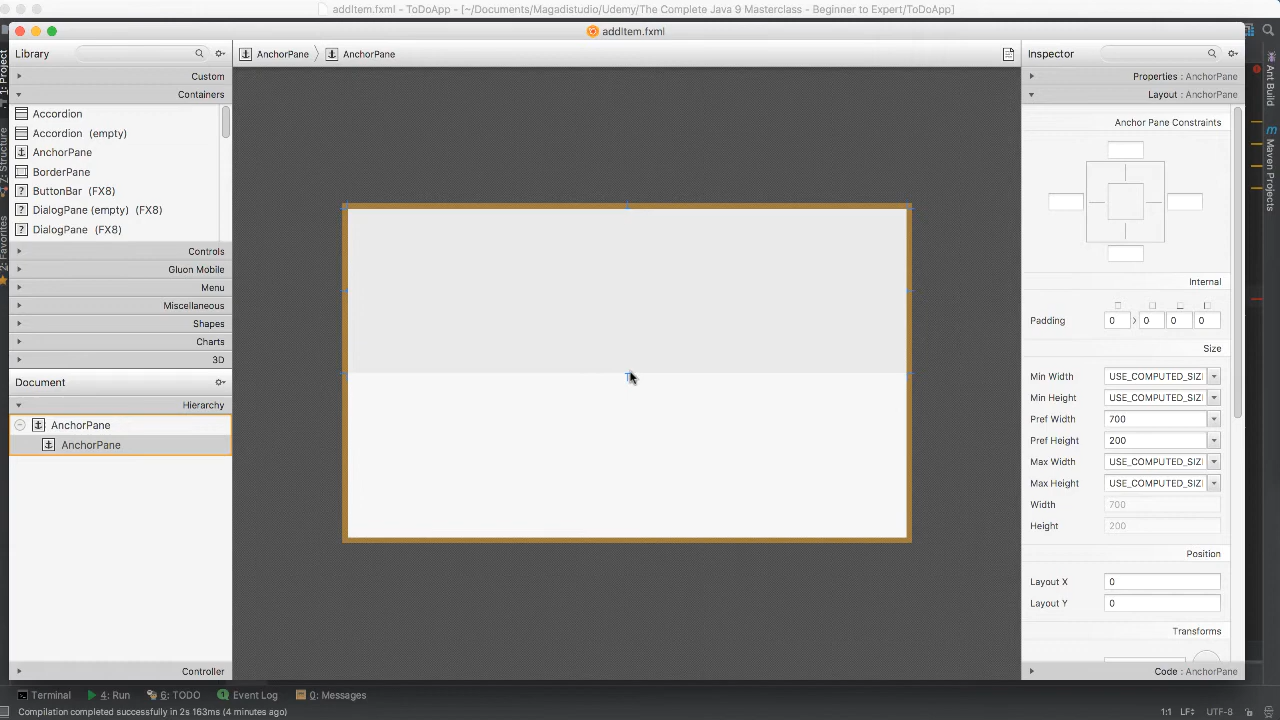 addItem.fxml - ToDoApp - [~/Documents/Magadistudio/Udemy/The Complete Java 9 Masterclass - Beginner to Expert/ToDoApp]
addItem.fxml
Library
AnchorPane
AnchorPane
Inspector
Custom
Properties : AnchorPane
Containers
Layout : AnchorPane
Accordion
Accordion (empty)
AnchorPane
BorderPane
ButtonBar (FX8)
DialogPane (empty) (FX8)
DialogPane (FX8)
Anchor Pane Constraints
Controls
Gluon Mobile
Menu
Miscellaneous
Shapes
Charts
3D
Internal
Padding 0 0 0 0
Size
Document
Hierarchy
AnchorPane
AnchorPane
Min Width USE_COMPUTED_SIZ
Min Height USE_COMPUTED_SIZ
Pref Width 700
Pref Height 200
Max Width USE_COMPUTED_SIZ
Max Height USE_COMPUTED_SIZ
Width 700
Height 200
Position
Layout X 0
Layout Y 0
Transforms
Controller
Code : AnchorPane
1: Project
Z: Structure
2: Favorites
Ant Build
Maven Projects
Terminal
4: Run
6: TODO
Event Log
0: Messages
Compilation completed successfully in 2s 163ms (4 minutes ago)
1:1 LF÷ UTF-8